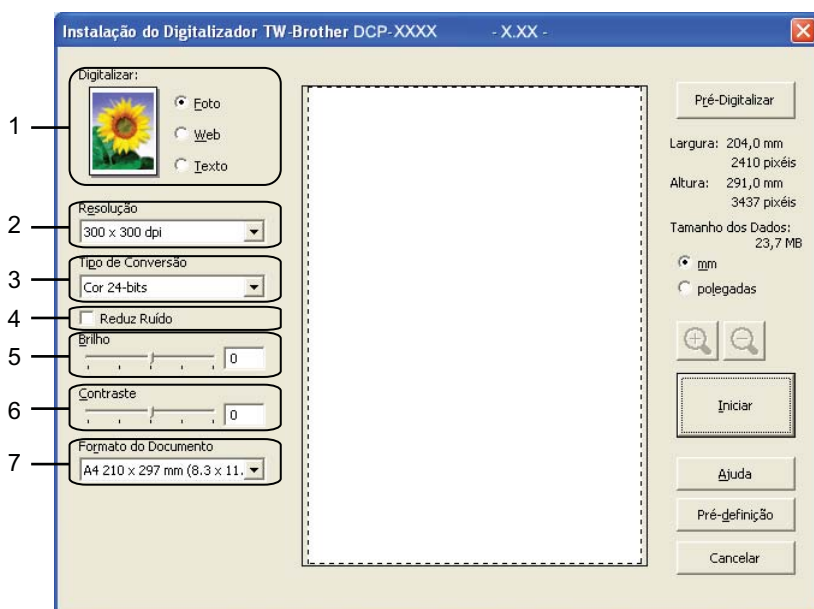 Instalação do Digitalizador TW-Brother DCP-XXXX - X.XX -
1
Digitalizar:
Foto
Web
Texto
2
Resolução
300 x 300 dpi
3
Tipo de Conversão
Cor 24-bits
4
Reduz Ruído
5
Brilho
0
6
Contraste
0
7
Formato do Documento
A4 210 x 297 mm (8.3 x 11.
Pré-Digitalizar
Largura: 204,0 mm
2410 pixéis
Altura: 291,0 mm
3437 pixéis
Tamanho dos Dados:
23,7 MB
mm
polegadas
Iniciar
Ajuda
Pré-definição
Cancelar